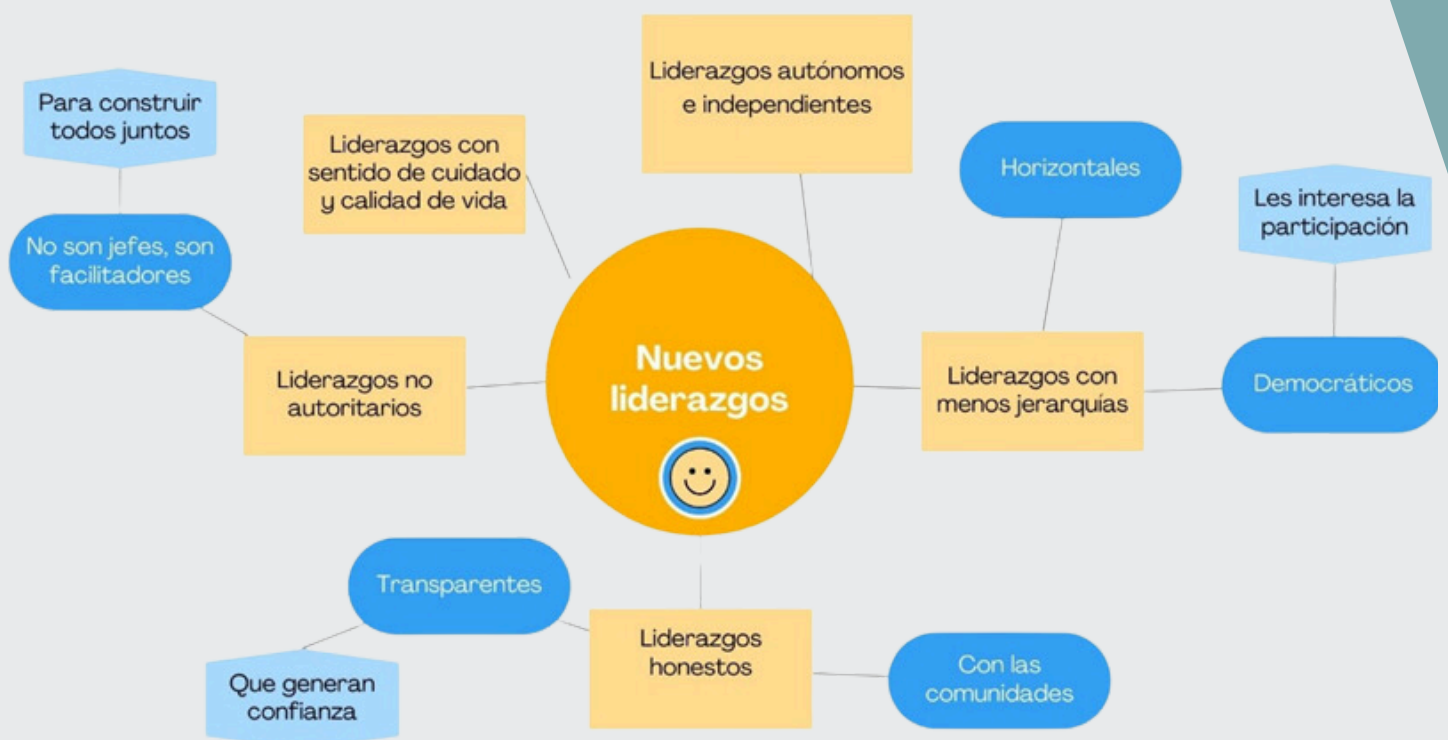 Liderazgos autónomos
e independientes
Para construir
todos juntos
Liderazgos con
sentido de cuidado
y calidad de vida
Horizontales
Les interesa la
participación
No son jefes, son
facilitadores
Nuevos
liderazgos
Liderazgos no
autoritarios
Liderazgos con
menos jerarquías
Democráticos
Transparentes
Liderazgos
honestos
Con las
comunidades
Que generan
confianza